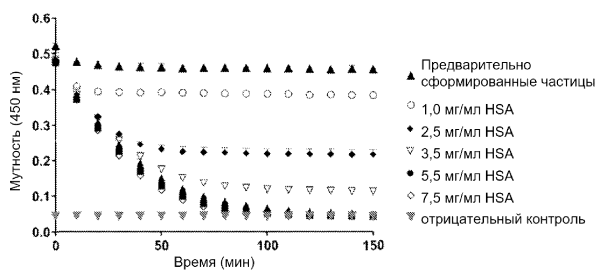 Мутность (450 нм)
0.6
0.5
0.4
0.3
0.2
0.1
0.0
0
50
100
150
Время (мин)
Предварительно
сформированные частицы
1,0 мг/мл HSA
2,5 мг/мл HSA
3,5 мг/мл HSA
5,5 мг/мл HSA
7,5 мг/мл HSA
отрицательный контроль